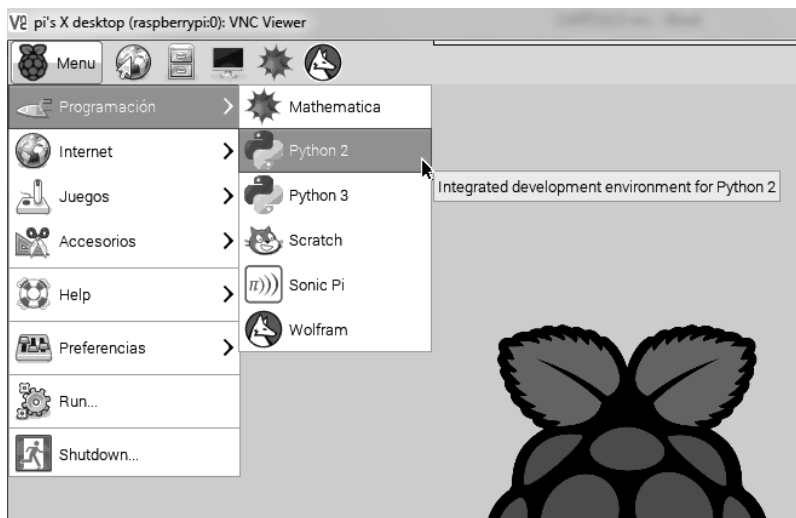 V2 pi's X desktop (raspberrypi:0): VNC Viewer
Menu
Programación
Internet
Juegos
Accesorios
Help
Preferencias
Run...
Shutdown...
Mathematica
Python 2
Python 3
Scratch
π)))
Sonic Pi
Wolfram
Integrated development environment for Python 2